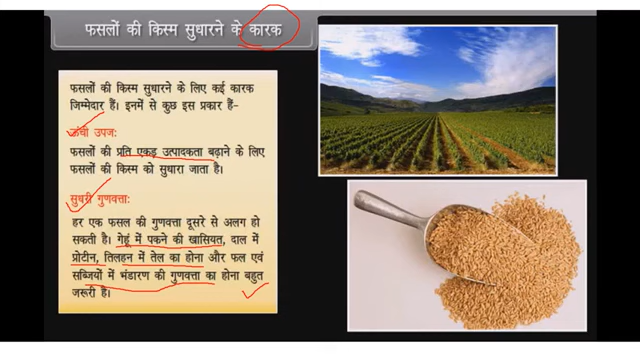 फसलों की किस्म सुधारने के कारक
फसलों की किस्म सुधारने के लिए कई कारक
जिम्मेदार हैं। इनमें से कुछ इस प्रकार हैं-
ऊंची उपज:
फसलों की प्रति एकड़ उत्पादकता बढ़ाने के लिए
फसलों की किस्म को सुधारा जाता है।
सुधरी गुणवत्ता:
हर एक फसल की गुणवत्ता दूसरे से अलग हो
सकती है। गेहूं में पकने की खासियत, दाल में
प्रोटीन, तिलहन में तेल का होना और फल एवं
सब्जियों में भंडारण की गुणवत्ता का होना बहुत
जरूरी है।